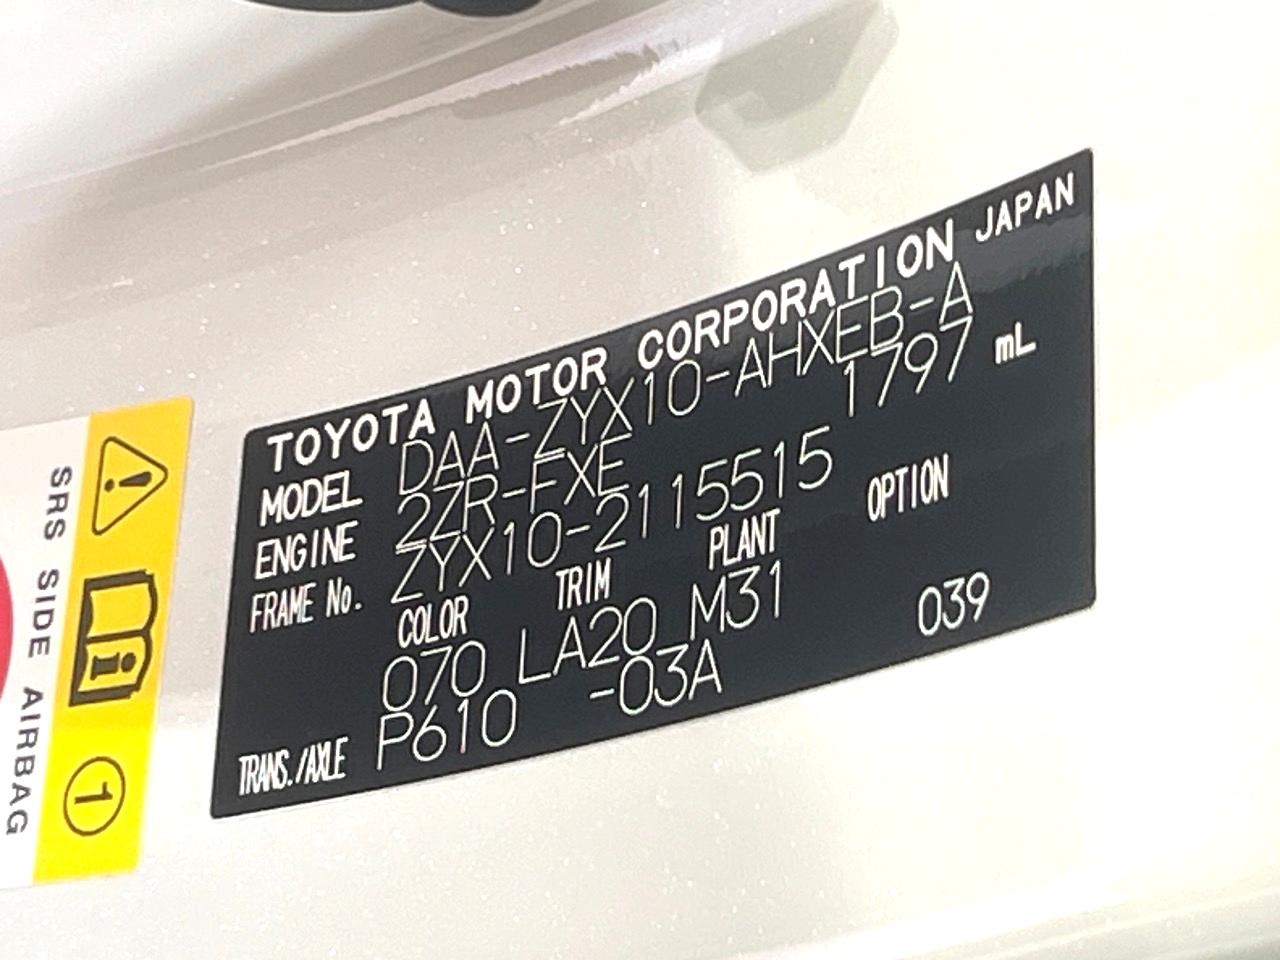 TOYOTA MOTOR CORPORATION JAPAN
MODEL DAA-ZYX10-AHXEB-A
ENGINE 2ZR-FXE 1797 mL
FRAME No. ZYX10-2115515
COLOR TRIM PLANT OPTION
070 LA20 M31 039
TRANS./AXLE P610 -03A
SRS SIDE AIRBAG
1